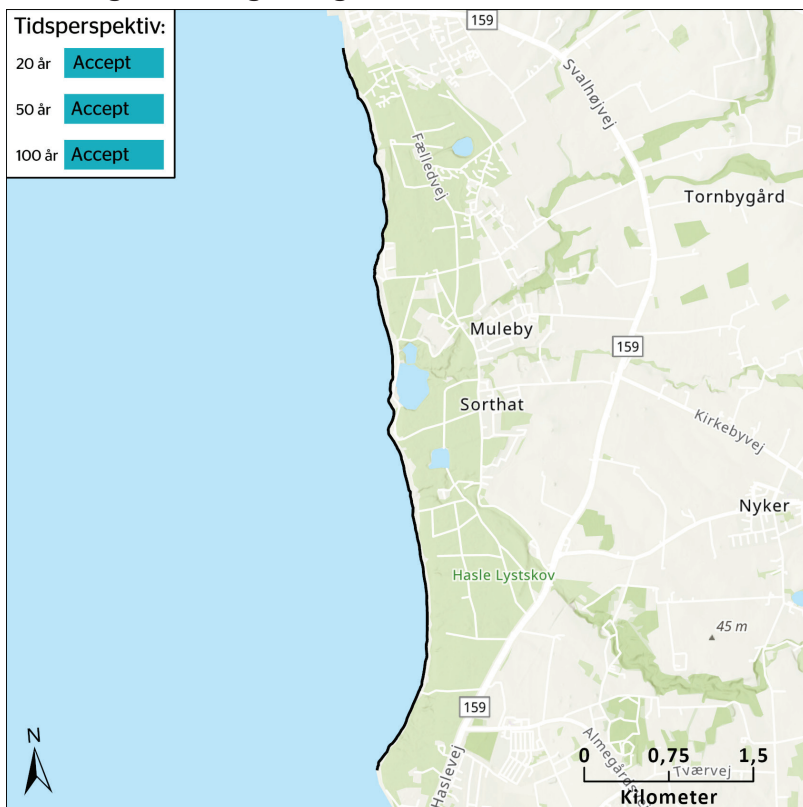 Tidsperspektiv:
20 år Accept
50 år Accept
100 år Accept
159
Svalhøjvej
Fælledvej
Tornbygård
Muleby
159
Sorthat
Kirkebyvej
Nyker
Hasle Lystskov
45 m
159
Haslevej
N
0 0,75 1,5
Tværvej
Kilometer